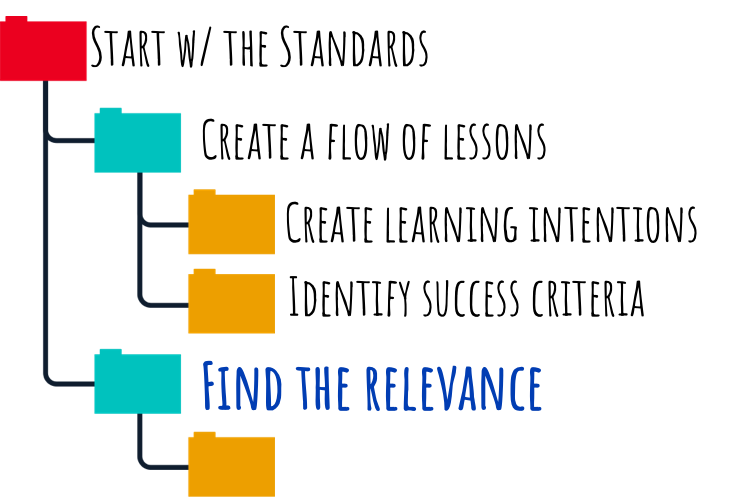 Start w/ the Standards
Create a flow of lessons
Create learning intentions
Identify success criteria
Find the relevance